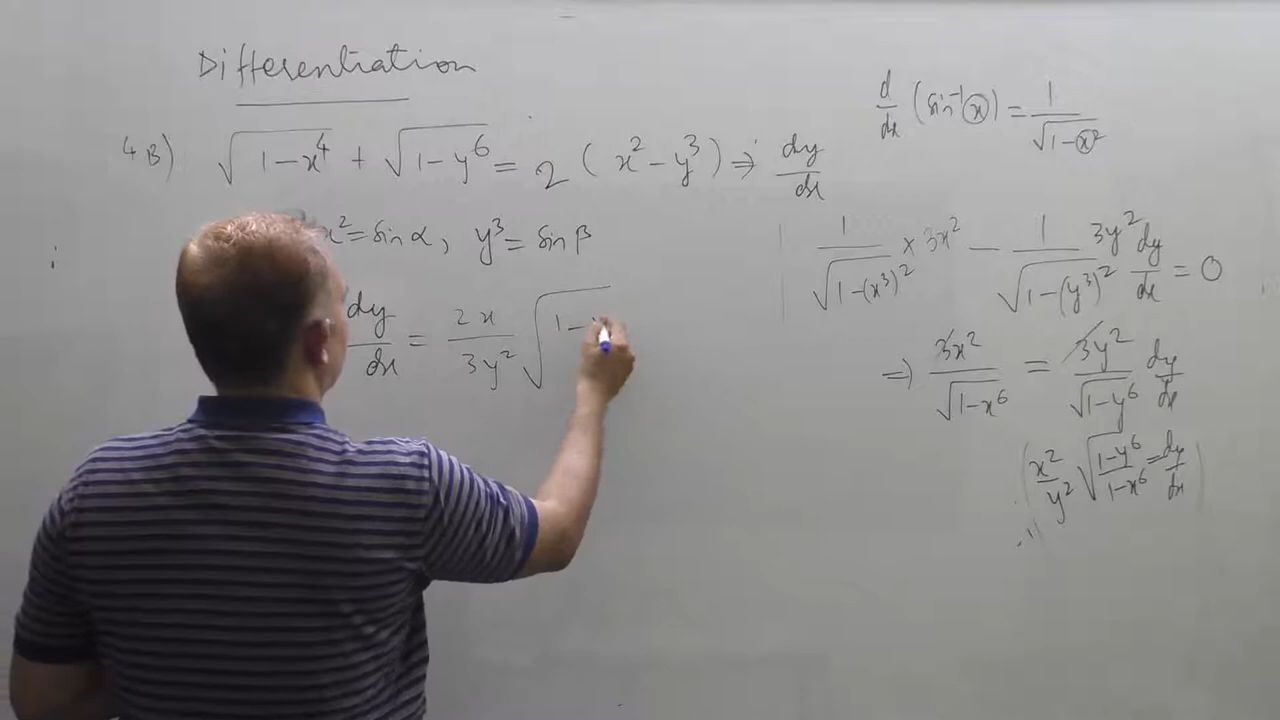 Differentiation
4B) √(1-x⁴) + √(1-y⁶) = 2 (x² - y³) ⇒ dy/dx
x² = sin α, y³ = sin β
dy/dx = 2x/3y² √(1-
d/dx (sin⁻¹ x) = 1/√(1-x²)
1/√(1-(x³)²) × 3x² - 1/√(1-(y³)²) 3y² dy/dx = 0
⇒ 3x²/√(1-x⁶) = 3y²/√(1-y⁶) dy/dx
(x²/y² √(1-y⁶/1-x⁶) = dy/dx)